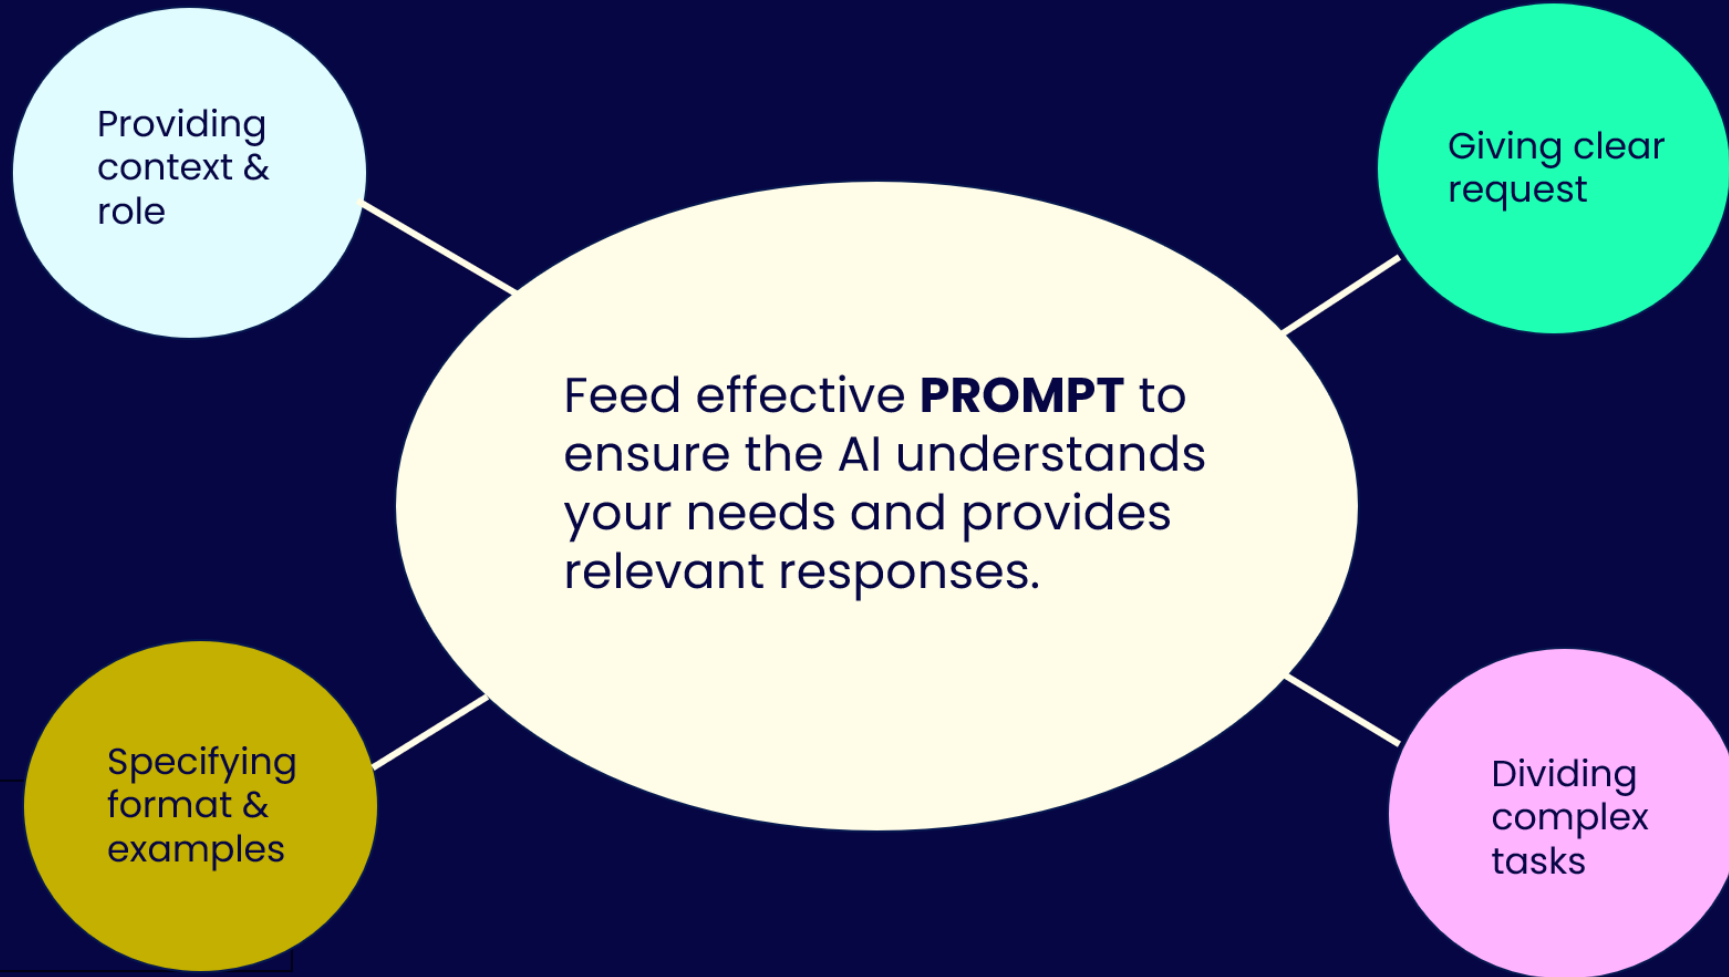 Providing
context &
role
Giving clear
request
Feed effective PROMPT to
ensure the AI understands
your needs and provides
relevant responses.
Specifying
format &
examples
Dividing
complex
tasks